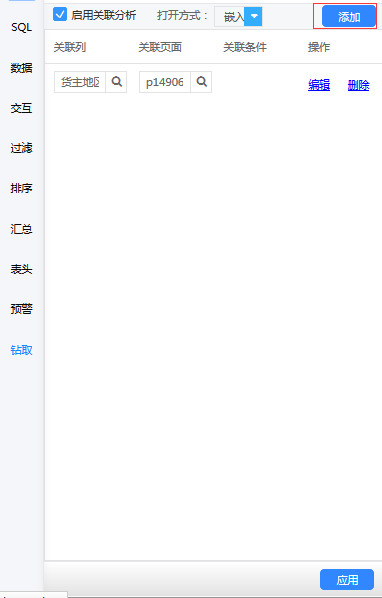 SQL
数据
交互
过滤
排序
汇总
表头
预警
钻取
启用关联分析 打开方式： 嵌入 添加
关联列 关联页面 关联条件 操作
货主地区 p14906 编辑 删除
应用